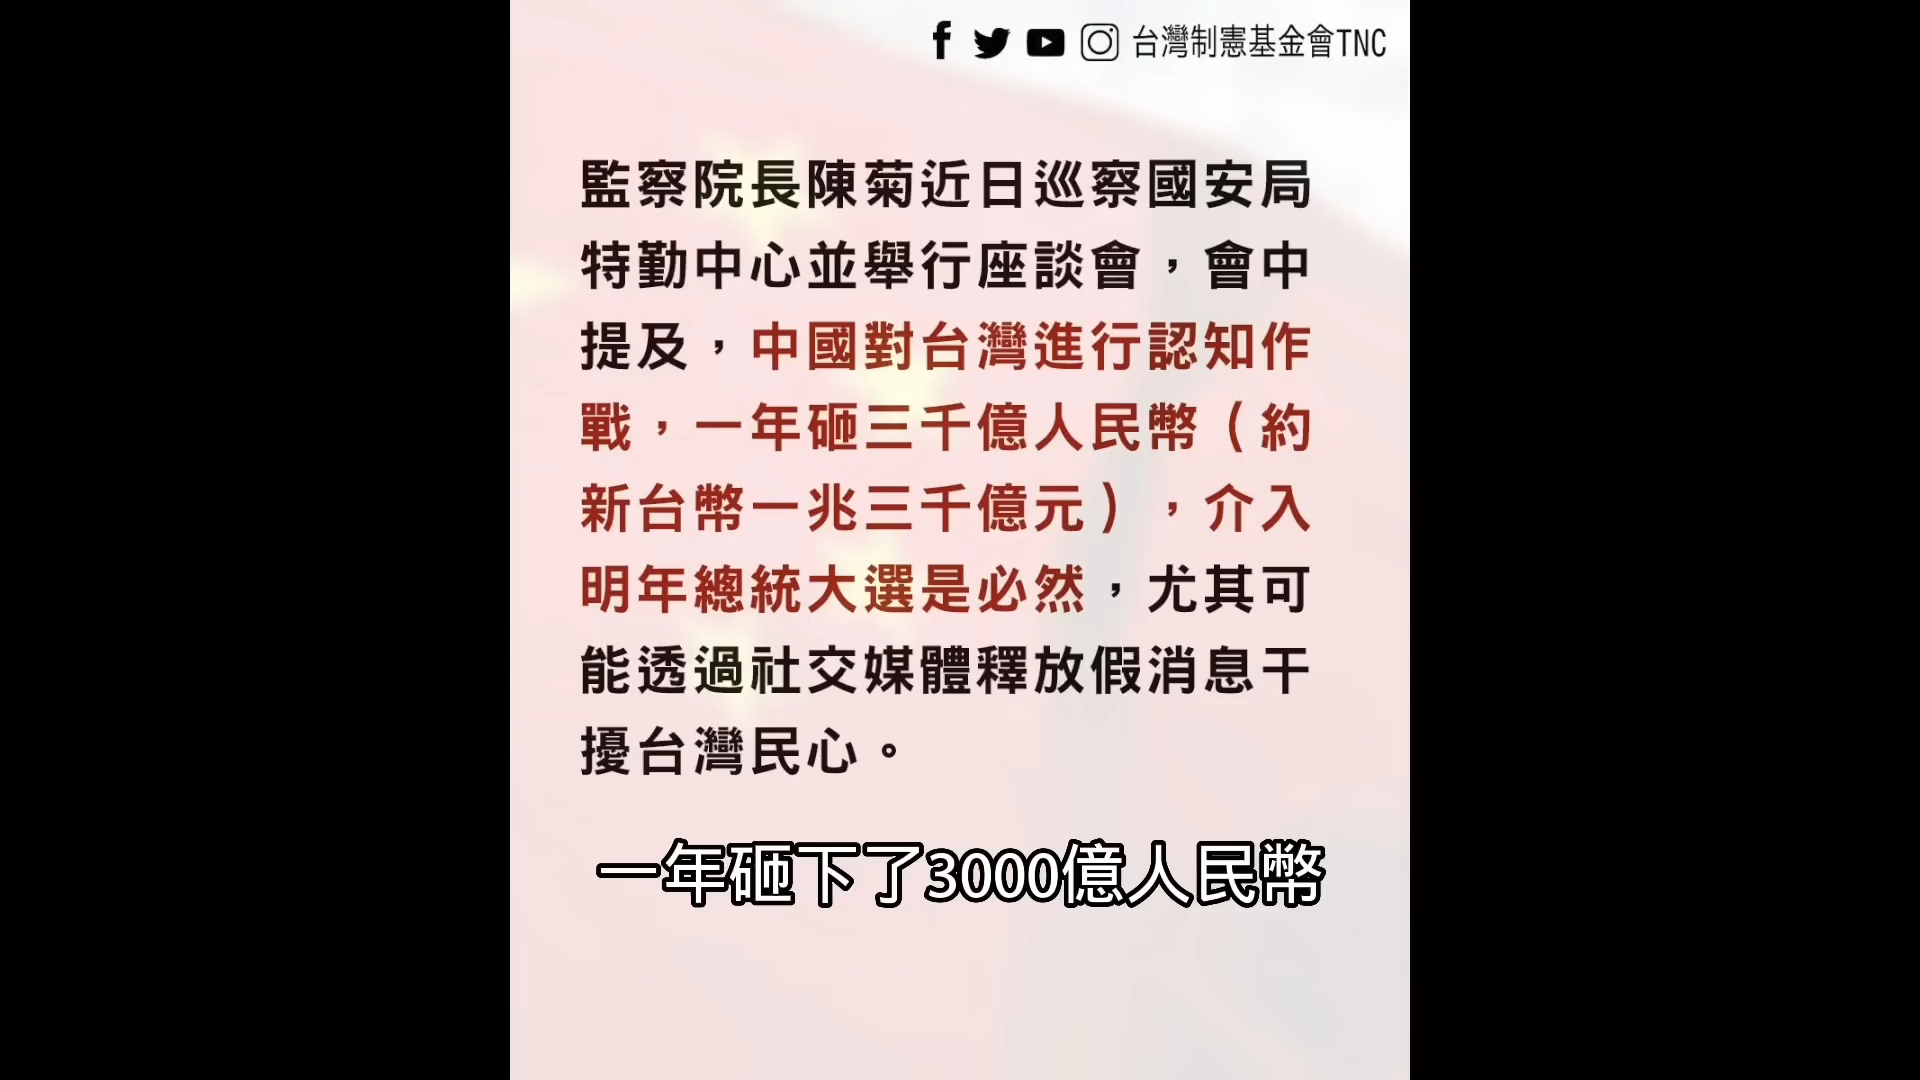 台灣制憲基金會TNC
監察院長陳菊近日巡察國安局
特勤中心並舉行座談會，會中
提及，中國對台灣進行認知作
戰，一年砸三千億人民幣（約
新台幣一兆三千億元），介入
明年總統大選是必然，尤其可
能透過社交媒體釋放假消息干
擾台灣民心。
一年砸下了3000億人民幣